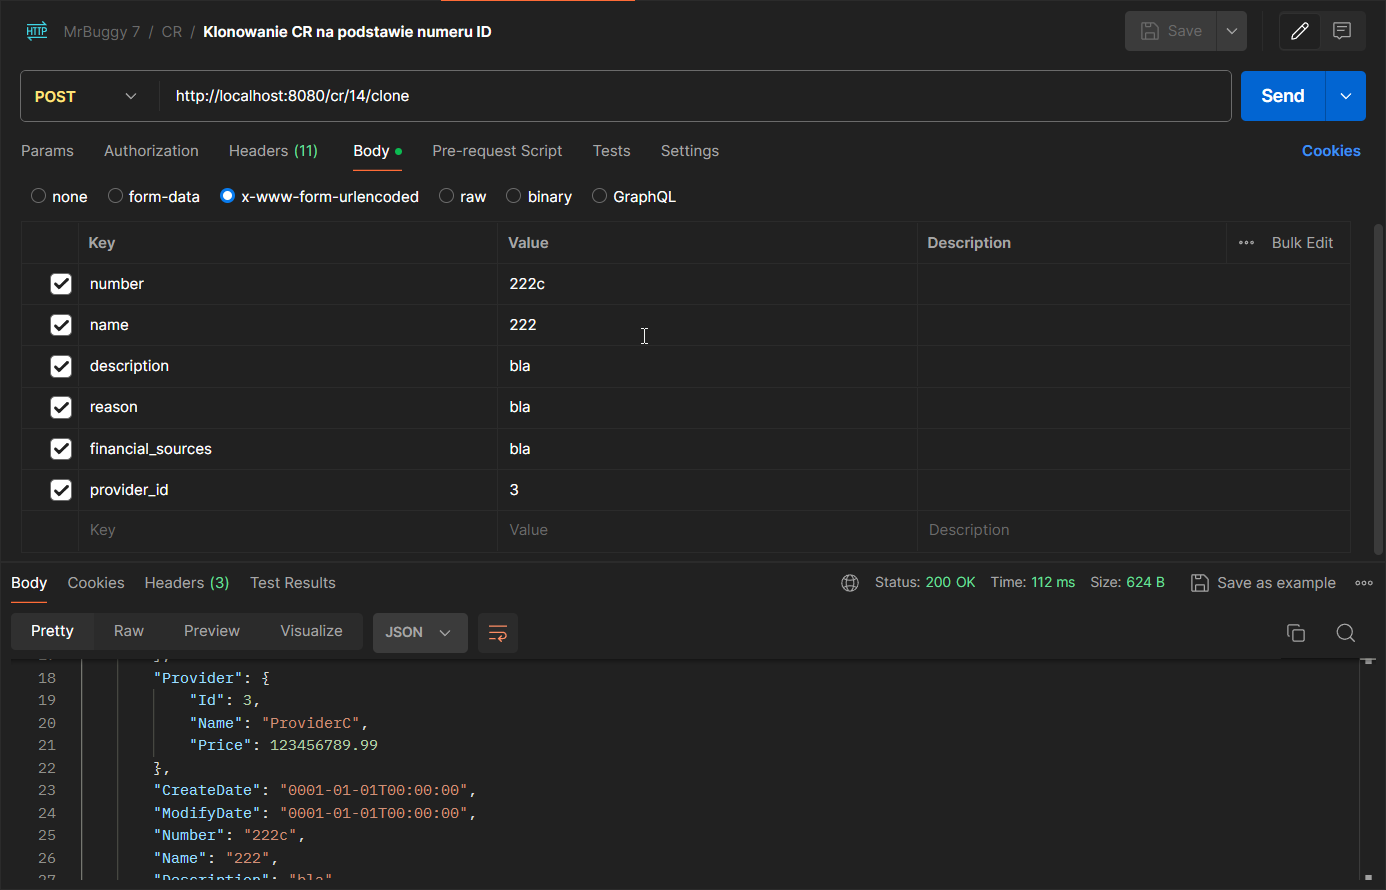 HTTP MrBuggy 7 / CR / Klonowanie CR na podstawie numeru ID Save
POST http://localhost:8080/cr/14/clone Send
Params Authorization Headers (11) Body Pre-request Script Tests Settings Cookies
none form-data x-www-form-urlencoded raw binary GraphQL
Key Value Description ••• Bulk Edit
number 222c
name 222
description bla
reason bla
financial_sources bla
provider_id 3
Key Value Description
Body Cookies Headers (3) Test Results Status: 200 OK Time: 112 ms Size: 624 B Save as example
Pretty Raw Preview Visualize JSON
18 "Provider": {
19 "Id": 3,
20 "Name": "ProviderC",
21 "Price": 123456789.99
22 },
23 "CreateDate": "0001-01-01T00:00:00",
24 "ModifyDate": "0001-01-01T00:00:00",
25 "Number": "222c",
26 "Name": "222",
27 "Description": "bla"